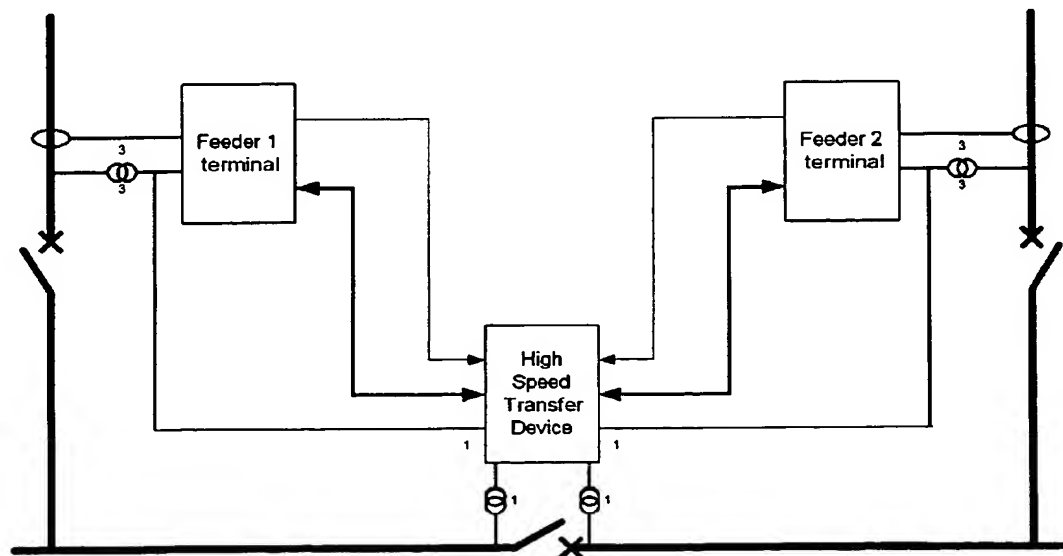 Feeder 1
terminal
3
3
Feeder 2
terminal
3
3
High
Speed
Transfer
Device
1
1
1
1